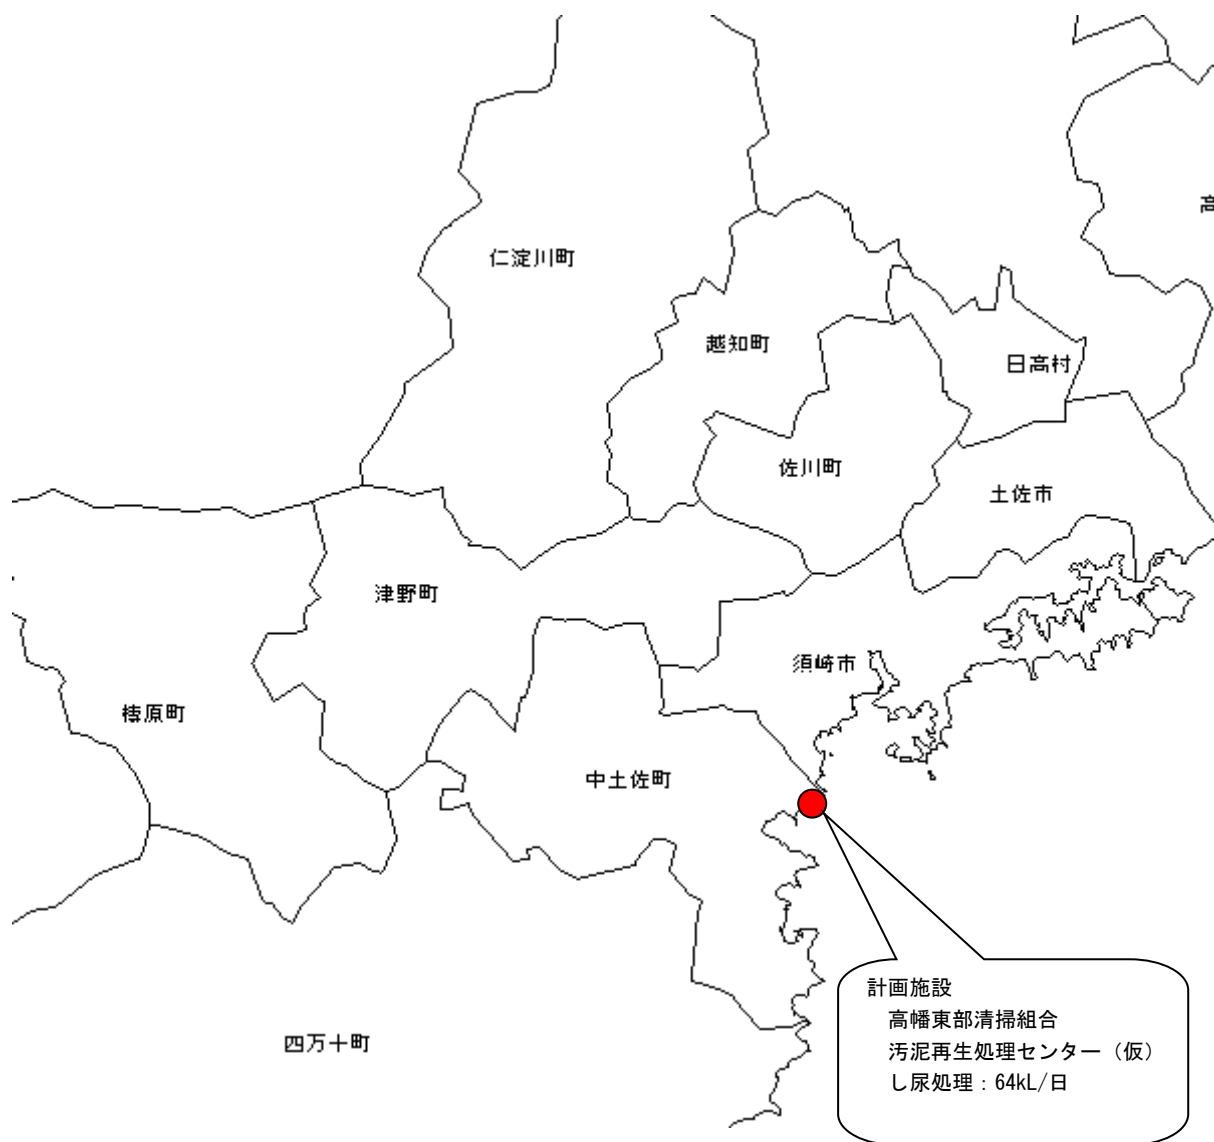 高
仁淀川町
越知町
日高村
佐川町
土佐市
津野町
須崎市
梼原町
中土佐町
四万十町
計画施設
高幡東部清掃組合
汚泥再生処理センター（仮）
し尿処理：64kL/日